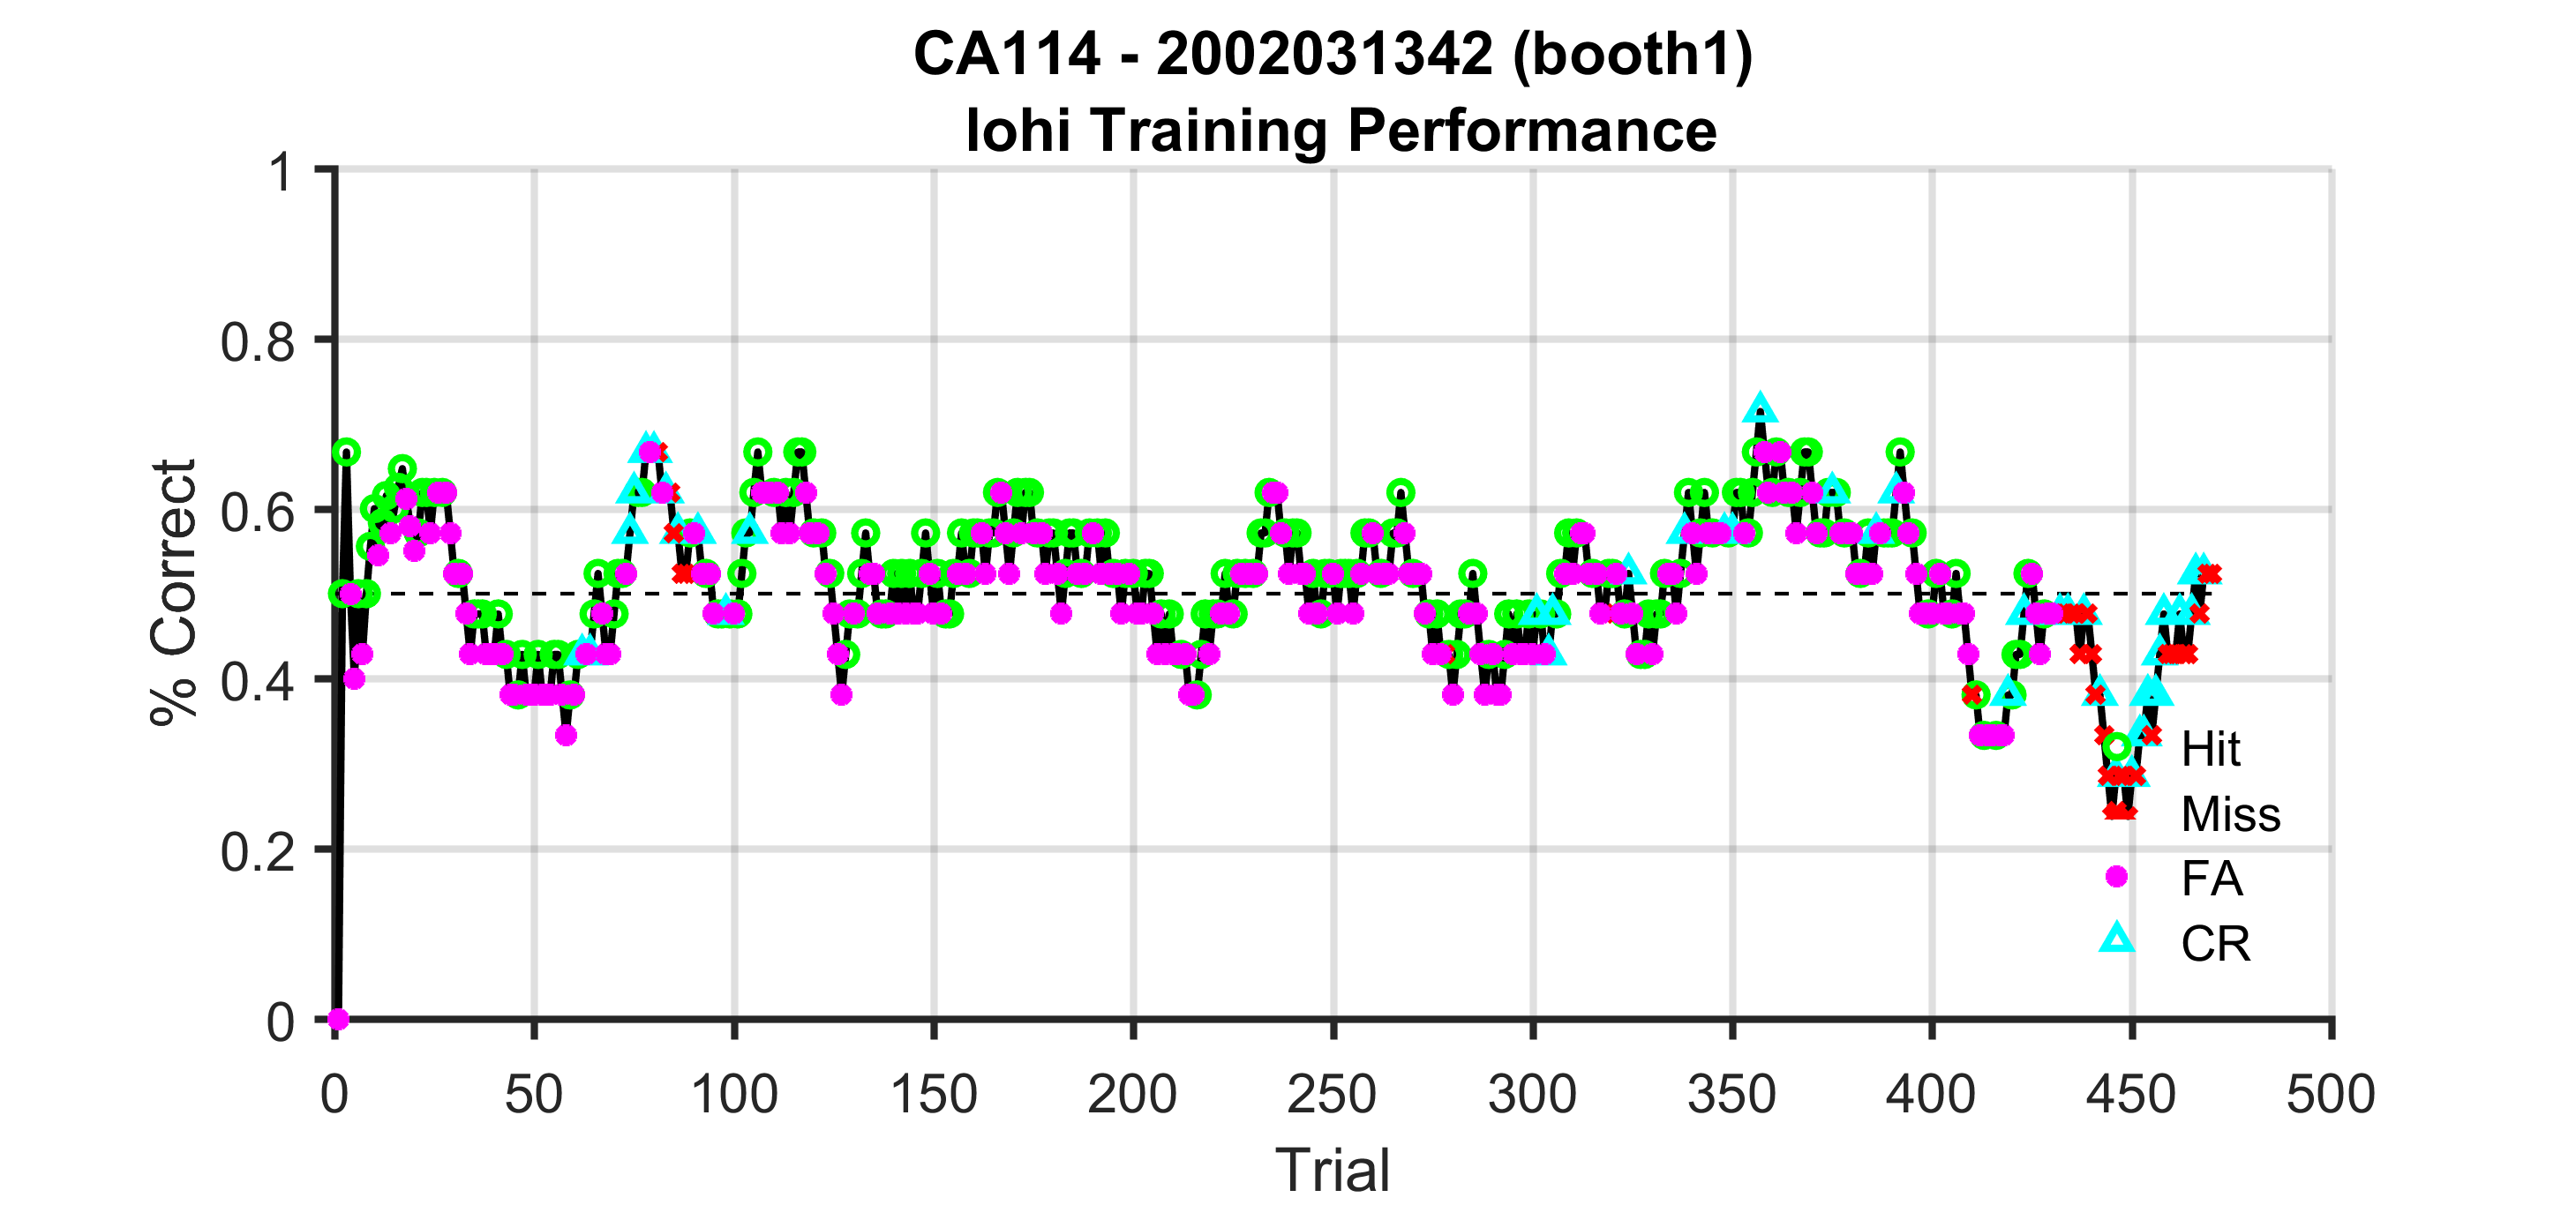 CA114 - 2002031342 (booth1)
lohi Training Performance
% Correct
1
0.8
0.6
0.4
0.2
0
0 50 100 150 200 250 300 350 400 450 500
Trial
Hit
Miss
FA
CR